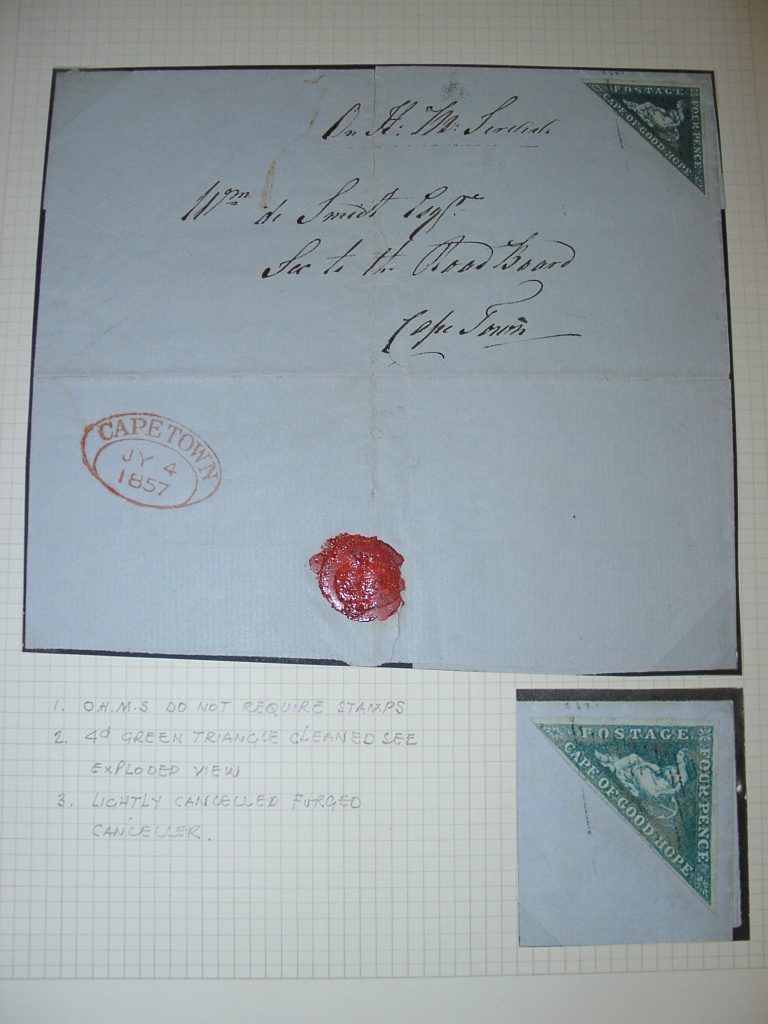 On H: M: Service
POSTAGE
CAPE OF GOOD HOPE
FOUR PENCE
Wm de Smidt Esqre
Sec to the Road Board
Cape Town
CAPE TOWN
JY 4
1857
1. O.H.M.S DO NOT REQUIRE STAMPS
2. 4d GREEN TRIANGLE CLEANED SEE
EXPLODED VIEW
3. LIGHTLY CANCELLED FORGED
CANCELLER.
POSTAGE
CAPE OF GOOD HOPE
FOUR PENCE